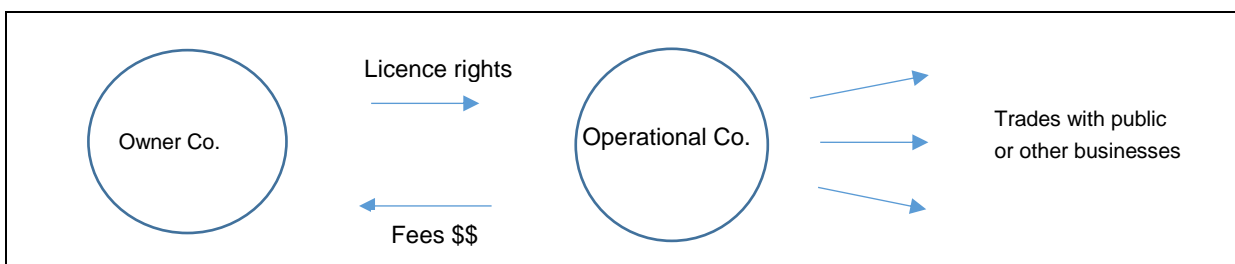 Owner Co.
Licence rights
Fees $$
Operational Co.
Trades with public
or other businesses